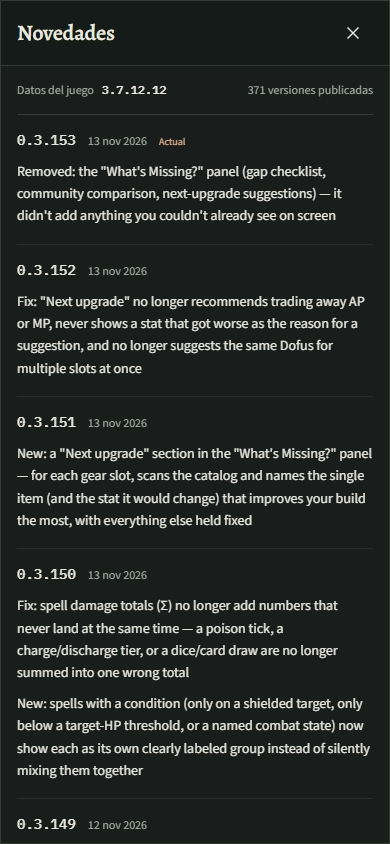 Novedades
Datos del juego 3.7.12.12 371 versiones publicadas
0.3.153 13 nov 2026 Actual
Removed: the "What's Missing?" panel (gap checklist,
community comparison, next-upgrade suggestions) — it
didn't add anything you couldn't already see on screen
0.3.152 13 nov 2026
Fix: "Next upgrade" no longer recommends trading away AP
or MP, never shows a stat that got worse as the reason for a
suggestion, and no longer suggests the same Dofus for
multiple slots at once
0.3.151 13 nov 2026
New: a "Next upgrade" section in the "What's Missing?" panel
— for each gear slot, scans the catalog and names the single
item (and the stat it would change) that improves your build
the most, with everything else held fixed
0.3.150 13 nov 2026
Fix: spell damage totals (Σ) no longer add numbers that
never land at the same time — a poison tick, a
charge/discharge tier, or a dice/card draw are no longer
summed into one wrong total
New: spells with a condition (only on a shielded target, only
below a target-HP threshold, or a named combat state) now
show each as its own clearly labeled group instead of silently
mixing them together
0.3.149 12 nov 2026